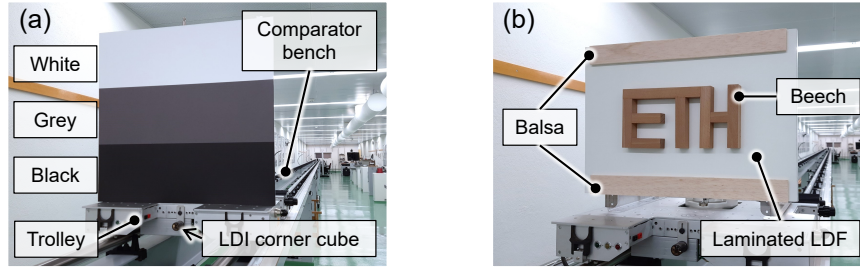 (a)
White
Grey
Black
Trolley
Comparator
bench
LDI corner cube
(b)
Balsa
ETH
Beech
Laminated LDF